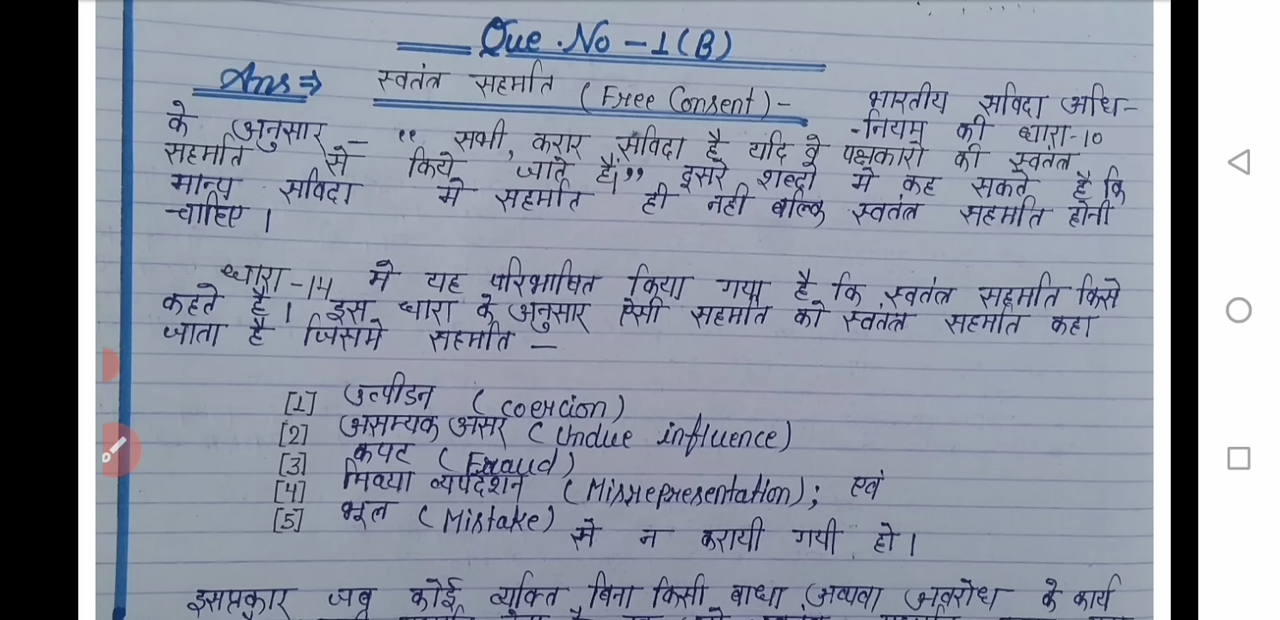 Que. No - 1 (B)
Ans ⇒ स्वतंत्र सहमति (Free Consent) - भारतीय संविदा अधि-
-नियम की धारा-10
के अनुसार - “ सभी, करार संविदा है यदि वे पक्षकारो की स्वतंत्र
सहमति से किये जाते है।” दुसरे शब्दो मे कह सकते है कि
मान्य संविदा मे सहमति ही नही बल्कि स्वतंत्र सहमति होनी
चाहिए ।
धारा-14 मे यह परिभाषित किया गया है कि स्वतंत्र सहमति किसे
कहते है। इस धारा के अनुसार ऐसी सहमति को स्वतंत्र सहमति कहा
जाता है जिसमे सहमति -
[1] उत्पीडन (coercion)
[2] असम्यक असर (Undue influence)
[3] कपट (Fraud)
[4] मिथ्या व्यपदेशन (Misrepresentation); एवं
[5] भूल (Mistake)
से न करायी गयी हो ।
इसप्रकार जब कोई व्यक्ति बिना किसी बाधा अथवा अवरोध के कार्य